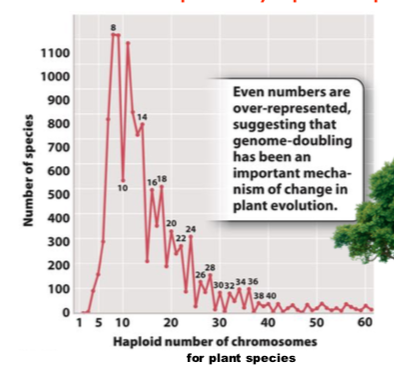 8
1100
1000
900
800
700
600
500
400
300
200
100
0
Number of species
14
10
16 18
20
22 24
26 28
30 32 34 36
38 40
Even numbers are
over-represented,
suggesting that
genome-doubling
has been an
important mecha-
nism of change in
plant evolution.
1 5 10 20 30 40 50 60
Haploid number of chromosomes
for plant species